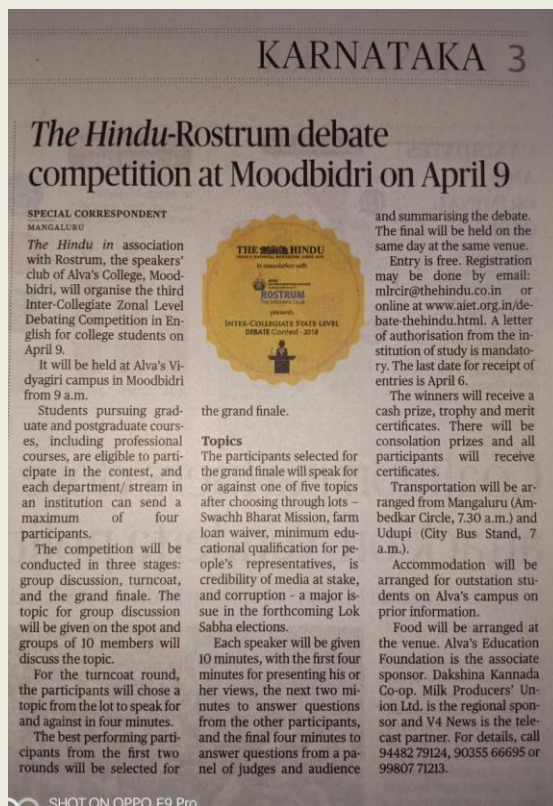 KARNATAKA 3
The Hindu-Rostrum debate
competition at Moodbidri on April 9
SPECIAL CORRESPONDENT
MANGALURU
The Hindu in association
with Rostrum, the speakers'
club of Alva's College, Mood-
bidri, will organise the third
Inter-Collegiate Zonal Level
Debating Competition in En-
glish for college students on
April 9.
It will be held at Alva's Vi-
dyagiri campus in Moodbidri
from 9 a.m.
Students pursuing grad-
uate and postgraduate cours-
es, including professional
courses, are eligible to parti-
cipate in the contest, and
each department/ stream in
an institution can send a
maximum of four
participants.
The competition will be
conducted in three stages:
group discussion, turncoat,
and the grand finale. The
topic for group discussion
will be given on the spot and
groups of 10 members will
discuss the topic.
For the turncoat round,
the participants will chose a
topic from the lot to speak for
and against in four minutes.
The best performing parti-
cipants from the first two
rounds will be selected for
THE HINDU
in association with
ROSTRUM
presents
INTER-COLLEGIATE STATE LEVEL
DEBATE Contest - 2018
the grand finale.
Topics
The participants selected for
the grand finale will speak for
or against one of five topics
after choosing through lots –
Swachh Bharat Mission, farm
loan waiver, minimum edu-
cational qualification for pe-
ople's representatives, is
credibility of media at stake,
and corruption - a major is-
sue in the forthcoming Lok
Sabha elections.
Each speaker will be given
10 minutes, with the first four
minutes for presenting his or
her views, the next two mi-
nutes to answer questions
from the other participants,
and the final four minutes to
answer questions from a pa-
nel of judges and audience
and summarising the debate.
The final will be held on the
same day at the same venue.
Entry is free. Registration
may be done by email:
mlrcir@thehindu.co.in or
online at www.aiet.org.in/de-
bate-thehindu.html. A letter
of authorisation from the in-
stitution of study is mandato-
ry. The last date for receipt of
entries is April 6.
The winners will receive a
cash prize, trophy and merit
certificates. There will be
consolation prizes and all
participants will receive
certificates.
Transportation will be ar-
ranged from Mangaluru (Am-
bedkar Circle, 7.30 a.m.) and
Udupi (City Bus Stand, 7
a.m.).
Accommodation will be
arranged for outstation stu-
dents on Alva's campus on
prior information.
Food will be arranged at
the venue. Alva's Education
Foundation is the associate
sponsor. Dakshina Kannada
Co-op. Milk Producers' Un-
ion Ltd. is the regional spon-
sor and V4 News is the tele-
cast partner. For details, call
94482 79124, 90355 66695 or
99807 71213.
SHOT ON OPPO F9 Pro